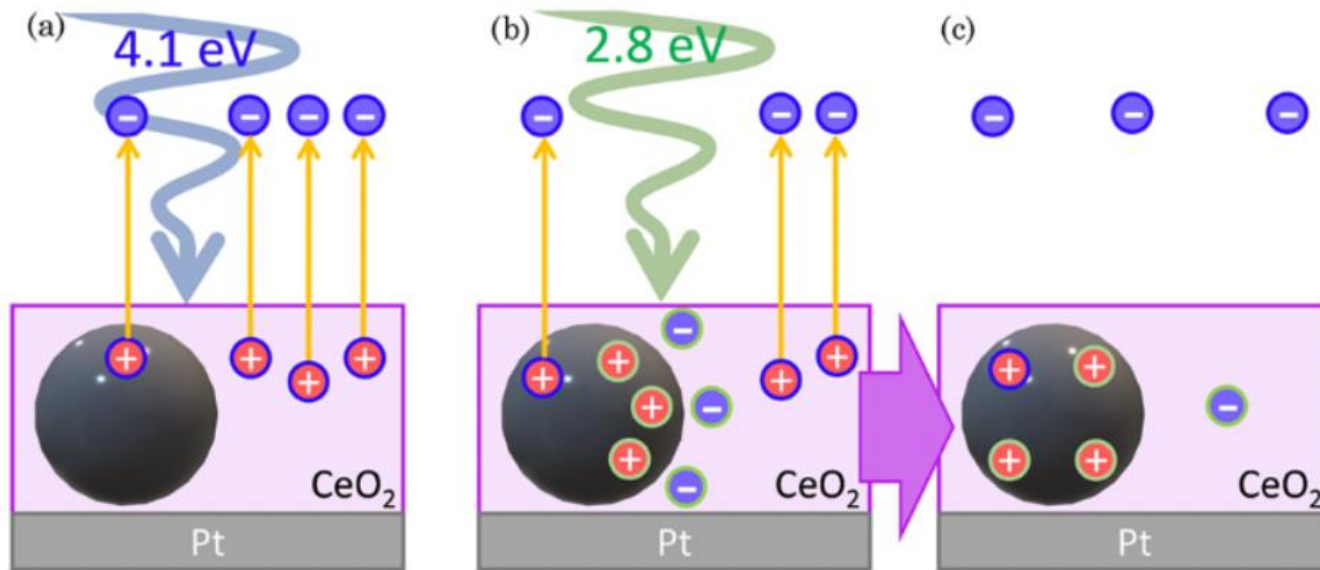 (a)
4.1 eV
CeO₂
Pt
(b)
2.8 eV
CeO₂
Pt
(c)
CeO₂
Pt